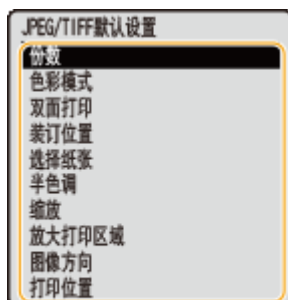 JPEG/TIFF默认设置
份数
色彩模式
双面打印
装订位置
选择纸张
半色调
缩放
放大打印区域
图像方向
打印位置